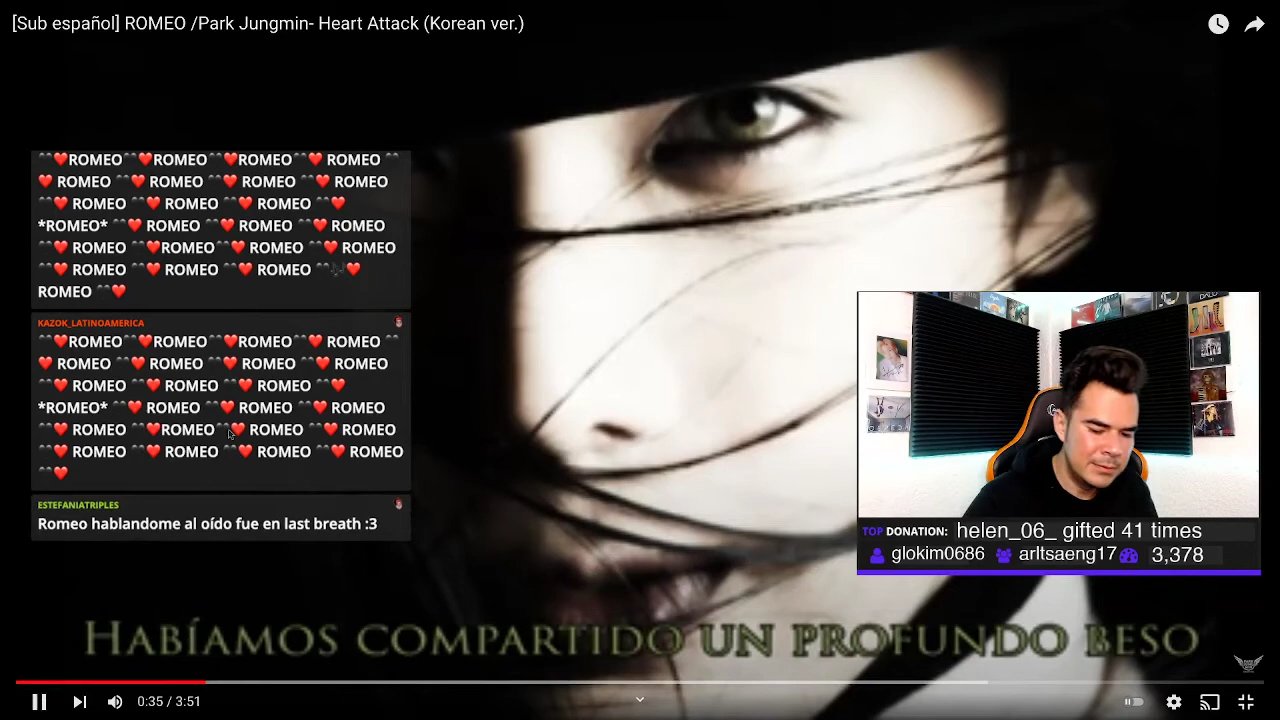 [Sub español] ROMEO /Park Jungmin- Heart Attack (Korean ver.)
🖤❤️ROMEO🖤❤️ROMEO🖤❤️ROMEO🖤❤️ ROMEO 🖤
❤️ ROMEO 🖤❤️ ROMEO 🖤❤️ ROMEO 🖤❤️ ROMEO
🖤❤️ ROMEO 🖤❤️ ROMEO 🖤❤️ ROMEO 🖤❤️
*ROMEO* 🖤❤️ ROMEO 🖤❤️ ROMEO 🖤❤️ ROMEO
🖤❤️ ROMEO 🖤❤️ROMEO🖤❤️ ROMEO 🖤❤️ ROMEO
🖤❤️ ROMEO 🖤❤️ ROMEO 🖤❤️ ROMEO 🖤❤️
ROMEO 🖤❤️
KAZOK_LATINOAMERICA
🖤❤️ROMEO🖤❤️ROMEO🖤❤️ROMEO🖤❤️ ROMEO 🖤
❤️ ROMEO 🖤❤️ ROMEO 🖤❤️ ROMEO 🖤❤️ ROMEO
🖤❤️ ROMEO 🖤❤️ ROMEO 🖤❤️ ROMEO 🖤❤️
*ROMEO* 🖤❤️ ROMEO 🖤❤️ ROMEO 🖤❤️ ROMEO
🖤❤️ ROMEO 🖤❤️ROMEO🖤❤️ ROMEO 🖤❤️ ROMEO
🖤❤️ ROMEO 🖤❤️ ROMEO 🖤❤️ ROMEO 🖤❤️ ROMEO
🖤❤️
ESTEFANIATRIPLES
Romeo hablandome al oído fue en last breath :3
TOP DONATION: helen_06_ gifted 41 times
glokim0686 arltsaeng17 3,378
HABÍAMOS COMPARTIDO UN PROFUNDO BESO
0:35 / 3:51